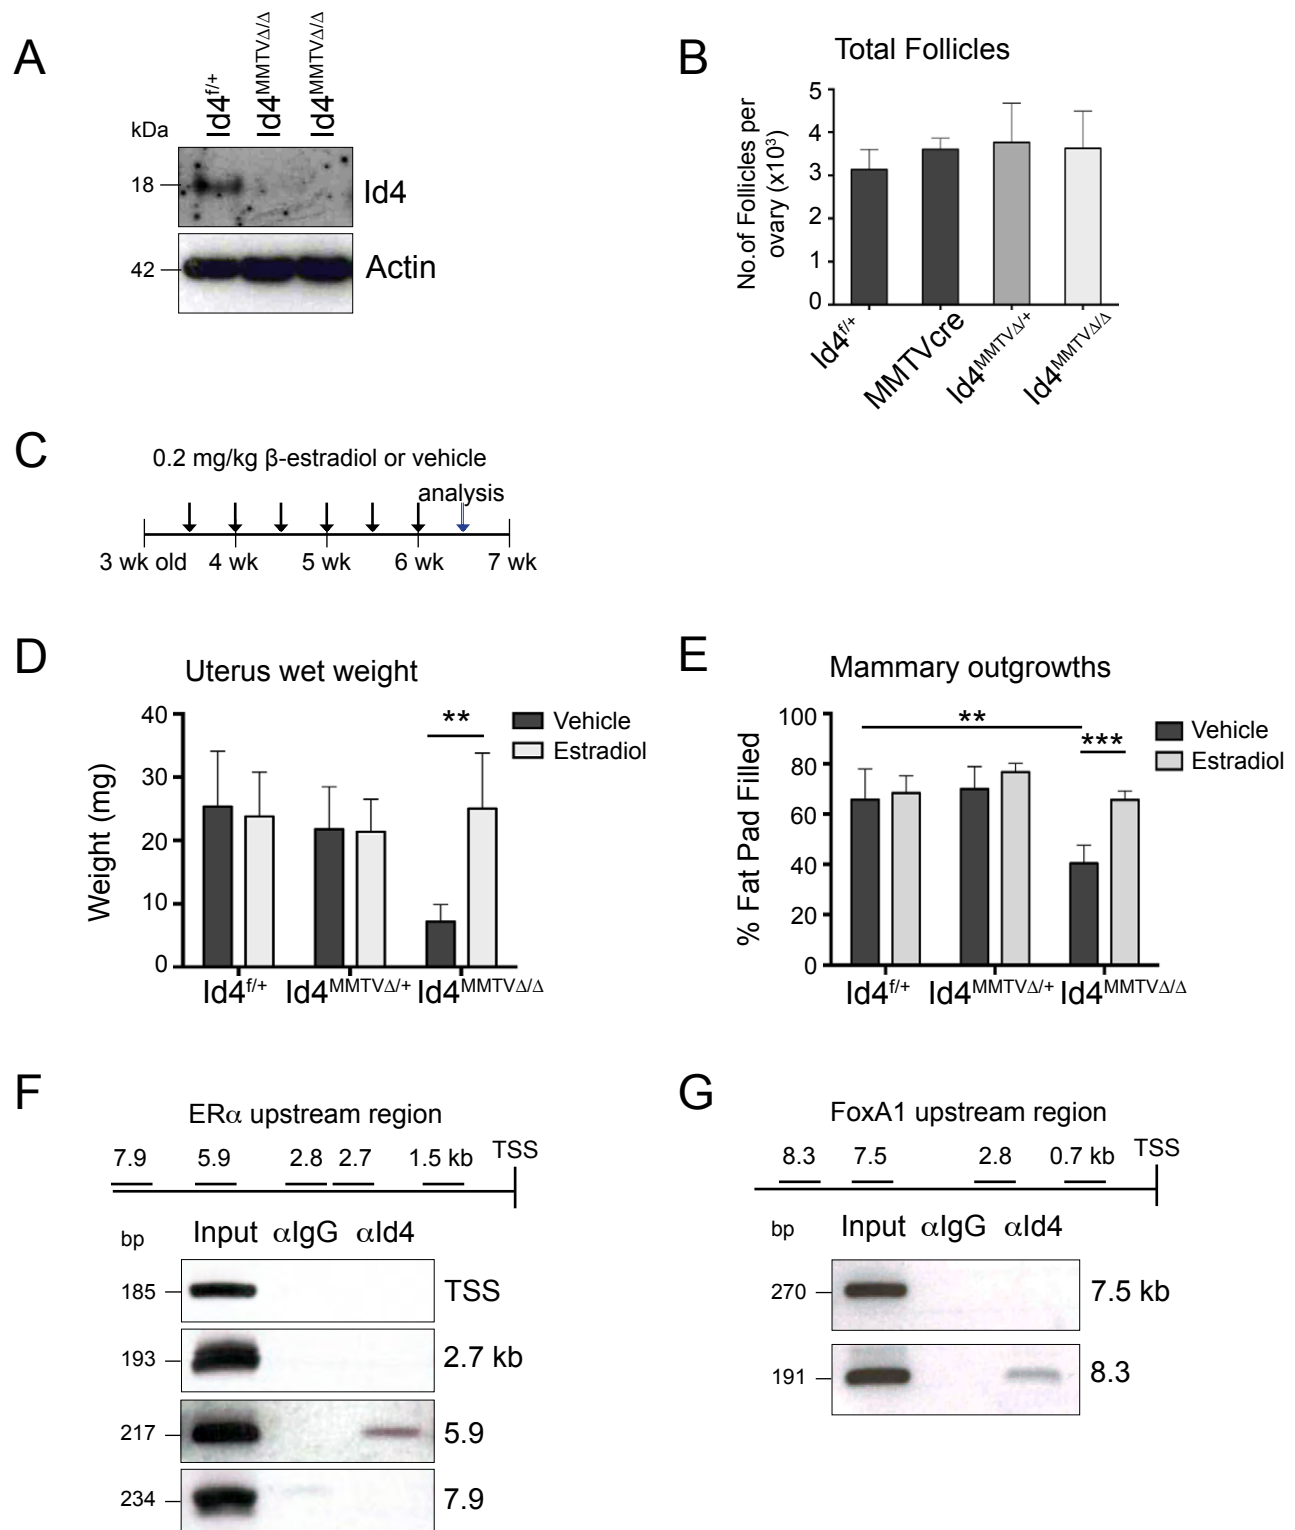 A
Id4f/+
Id4MMTVΔ/Δ
Id4MMTVΔ/Δ
kDa
18
Id4
42
Actin
B
Total Follicles
No.of Follicles per
ovary (x10³)
5
4
3
2
1
0
Id4f/+
MMTVcre
Id4MMTVΔ/+
Id4MMTVΔ/Δ
C
0.2 mg/kg β-estradiol or vehicle
analysis
3 wk old 4 wk 5 wk 6 wk 7 wk
D
Uterus wet weight
Weight (mg)
40
30
20
10
0
**
Vehicle
Estradiol
Id4f/+ Id4MMTVΔ/+ Id4MMTVΔ/Δ
E
Mammary outgrowths
% Fat Pad Filled
100
80
60
40
20
0
**
***
Vehicle
Estradiol
Id4f/+ Id4MMTVΔ/+ Id4MMTVΔ/Δ
F
ERα upstream region
7.9 5.9 2.8 2.7 1.5 kb TSS
bp Input αIgG αId4
185 TSS
193 2.7 kb
217 5.9
234 7.9
G
FoxA1 upstream region
8.3 7.5 2.8 0.7 kb TSS
bp Input αIgG αId4
270 7.5 kb
191 8.3